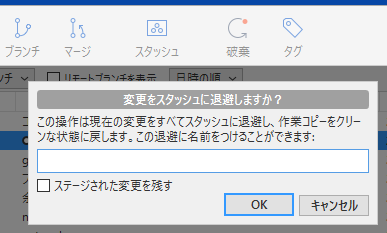 ブランチ マージ スタッシュ 破棄 タグ
ンチ リモートブランチを表示 日時の順
変更をスタッシュに退避しますか？
この操作は現在の変更をすべてスタッシュに退避し、作業コピーをクリー
ンな状態に戻します。この退避に名前をつけることができます:
ステージされた変更を残す
OK キャンセル